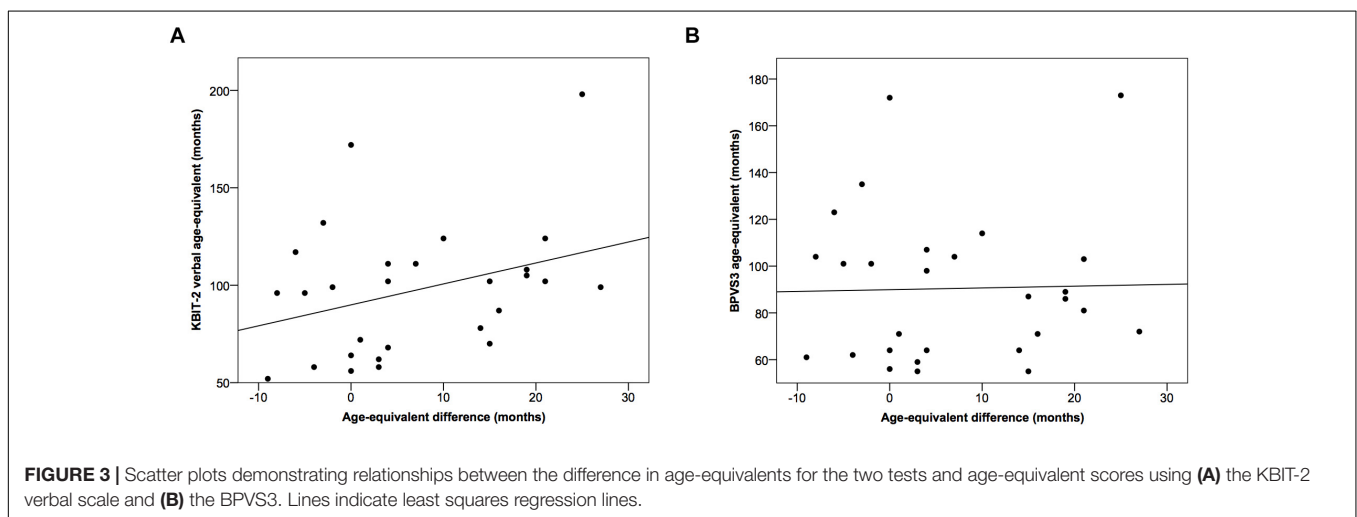 A
B
200
150
100
50
KBIT-2 verbal age-equivalent (months)
-10
0
10
20
30
Age-equivalent difference (months)
180
160
140
120
100
80
60
BPVS3 age-equivalent (months)
-10
0
10
20
30
Age-equivalent difference (months)
FIGURE 3 | Scatter plots demonstrating relationships between the difference in age-equivalents for the two tests and age-equivalent scores using (A) the KBIT-2
verbal scale and (B) the BPVS3. Lines indicate least squares regression lines.